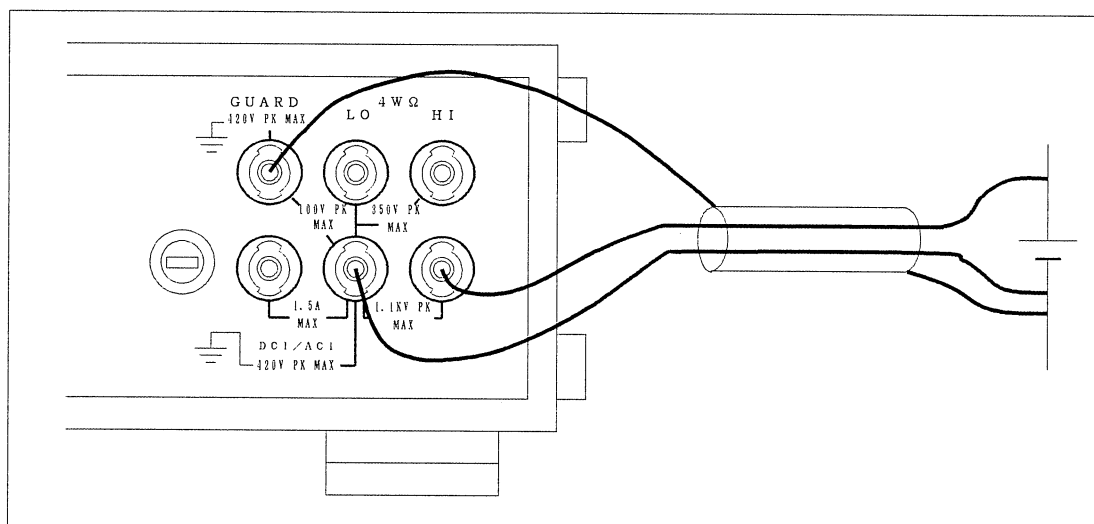 GUARD
4WΩ
LO
HI
420V PK MAX
100V PK
MAX
350V PK
MAX
1.5A
MAX
1.1KV PK
MAX
DCI/ACI
420V PK MAX